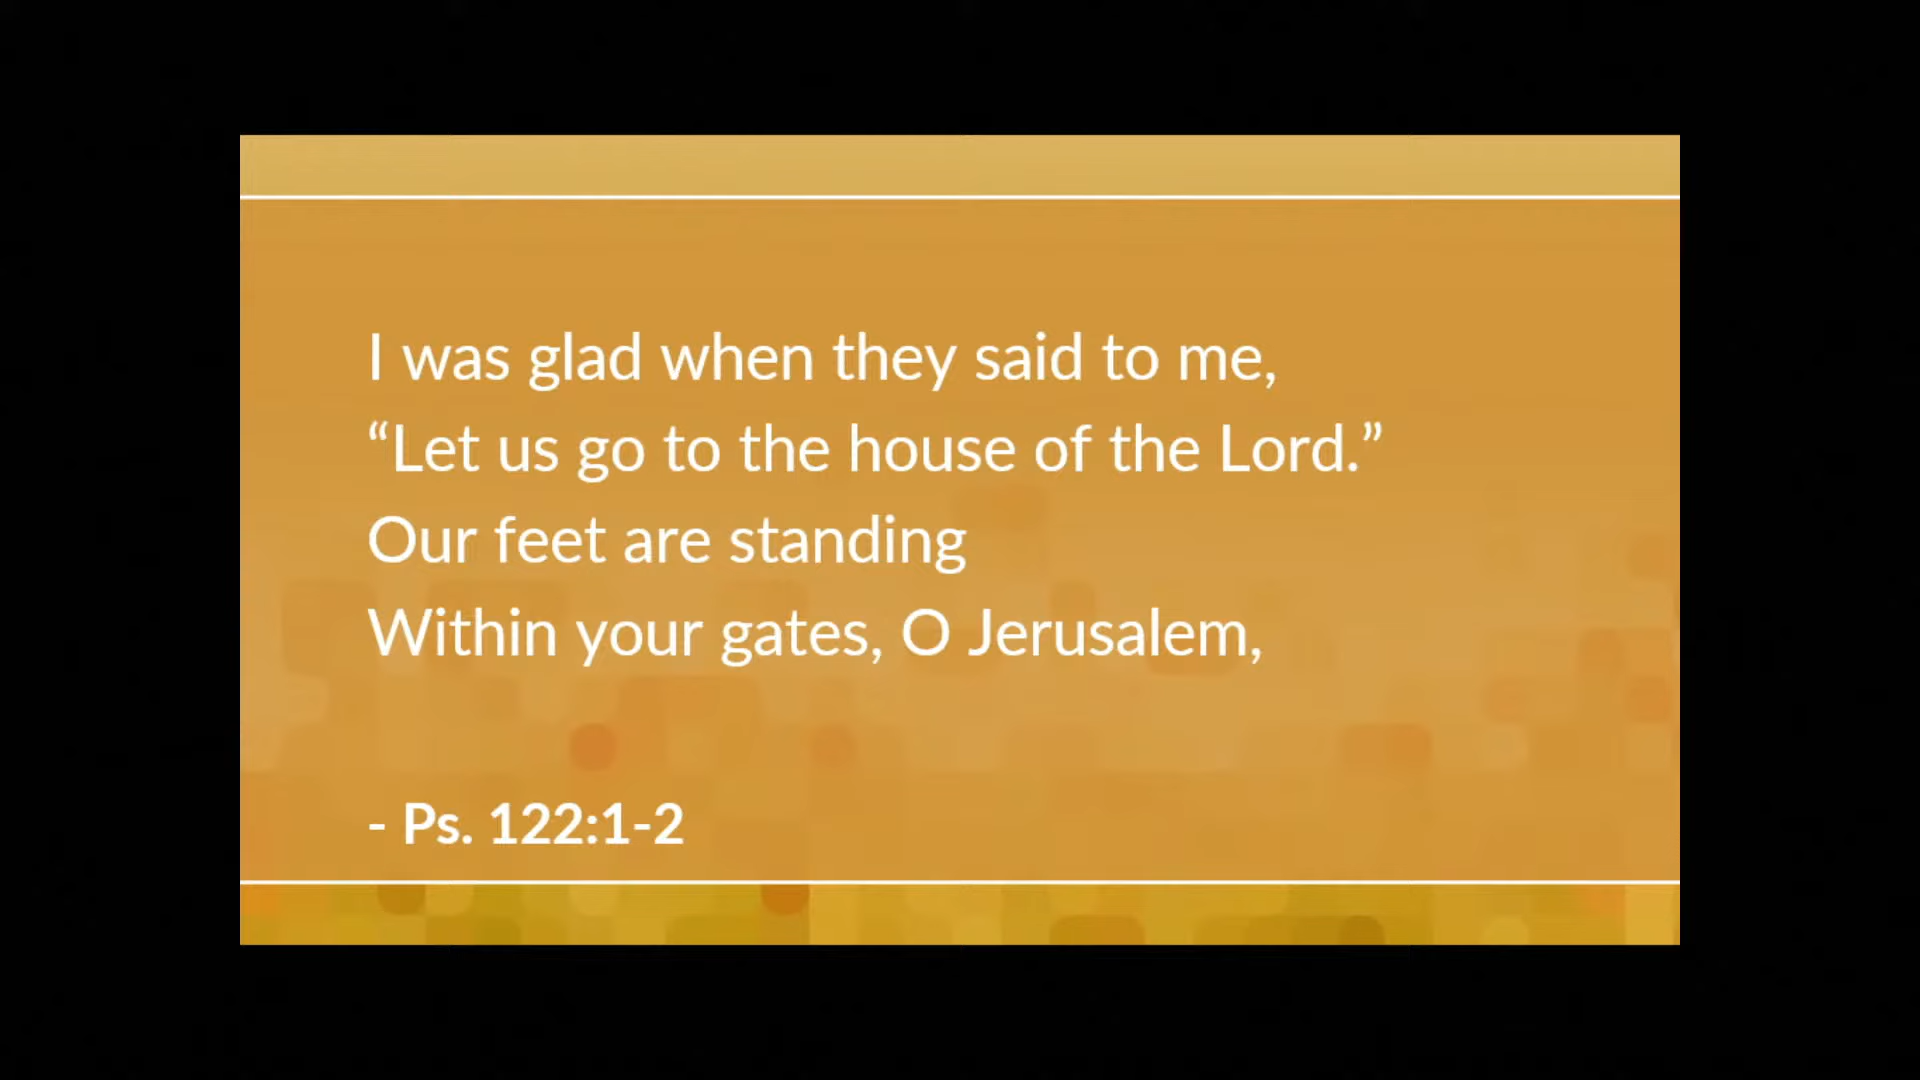 I was glad when they said to me,
“Let us go to the house of the Lord.”
Our feet are standing
Within your gates, O Jerusalem,
- Ps. 122:1-2